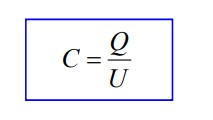 C = Q/U